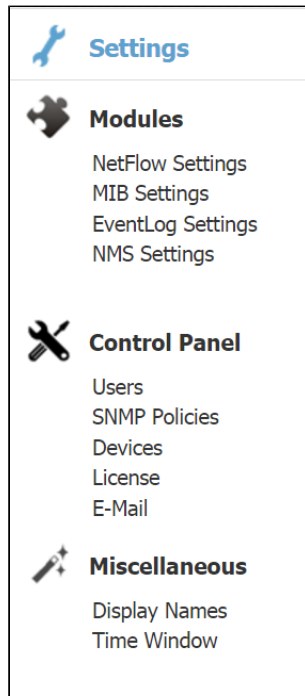 Settings
Modules
NetFlow Settings
MIB Settings
EventLog Settings
NMS Settings
Control Panel
Users
SNMP Policies
Devices
License
E-Mail
Miscellaneous
Display Names
Time Window